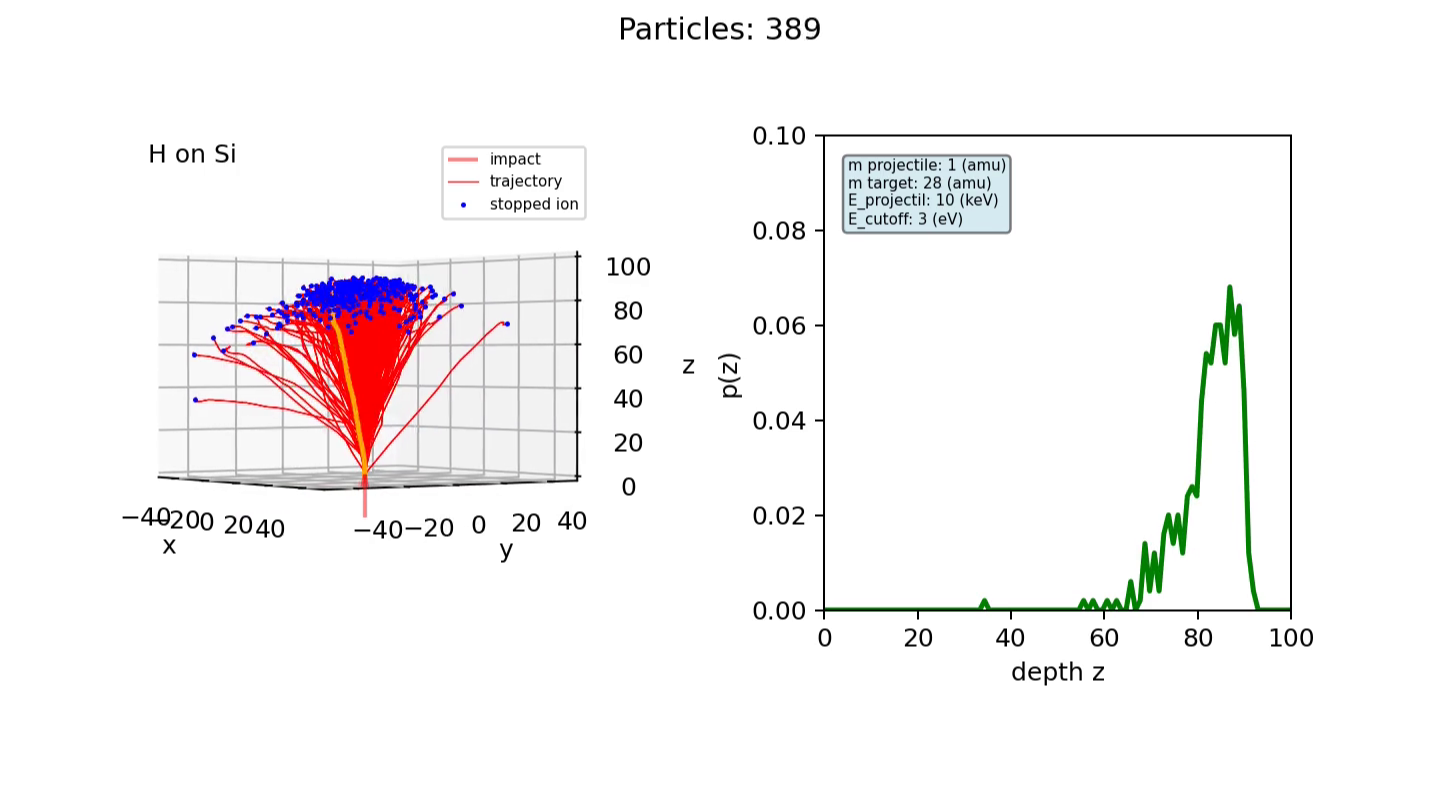 Particles: 389
H on Si
impact
trajectory
stopped ion
100
80
60
40
20
0
z
−40
−20
0
20
40
x
−40
−20
0
20
40
y
0.10
0.08
0.06
0.04
0.02
0.00
p(z)
m projectile: 1 (amu)
m target: 28 (amu)
E_projectil: 10 (keV)
E_cutoff: 3 (eV)
0
20
40
60
80
100
depth z